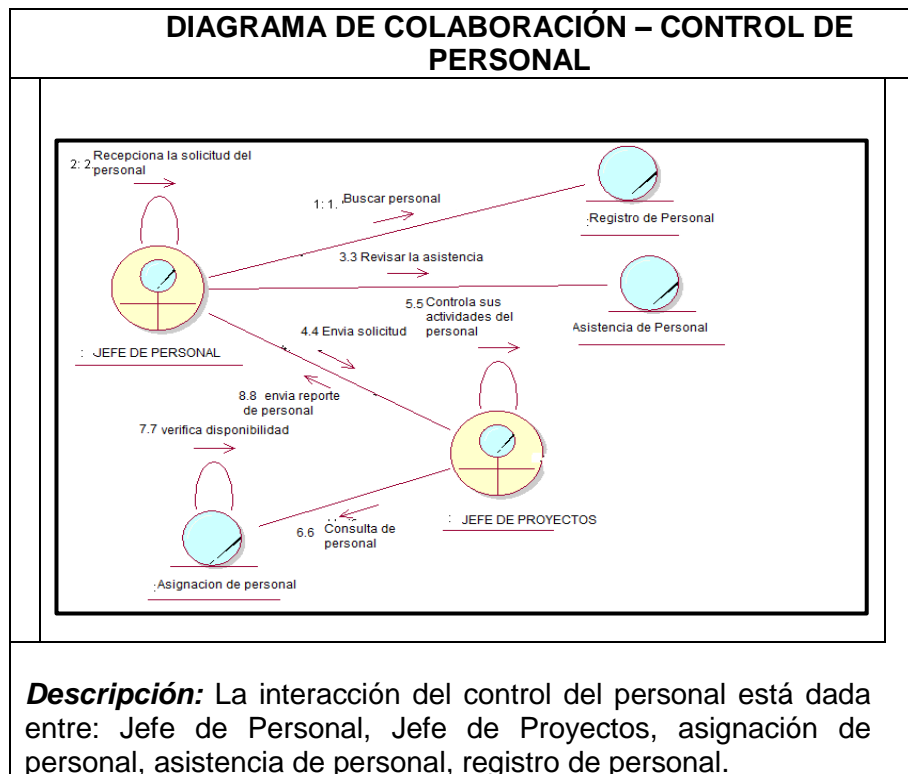 DIAGRAMA DE COLABORACIÓN – CONTROL DE
PERSONAL
2: 2. Recepciona la solicitud del
personal
1: 1. Buscar personal
:Registro de Personal
3.3 Revisar la asistencia
5.5 Controla sus
actividades del
personal
Asistencia de Personal
4.4 Envia solicitud
: JEFE DE PERSONAL
8.8 envia reporte
de personal
7.7 verifica disponibilidad
: JEFE DE PROYECTOS
6.6 Consulta de
personal
:Asignacion de personal
Descripción: La interacción del control del personal está dada
entre: Jefe de Personal, Jefe de Proyectos, asignación de
personal, asistencia de personal, registro de personal.